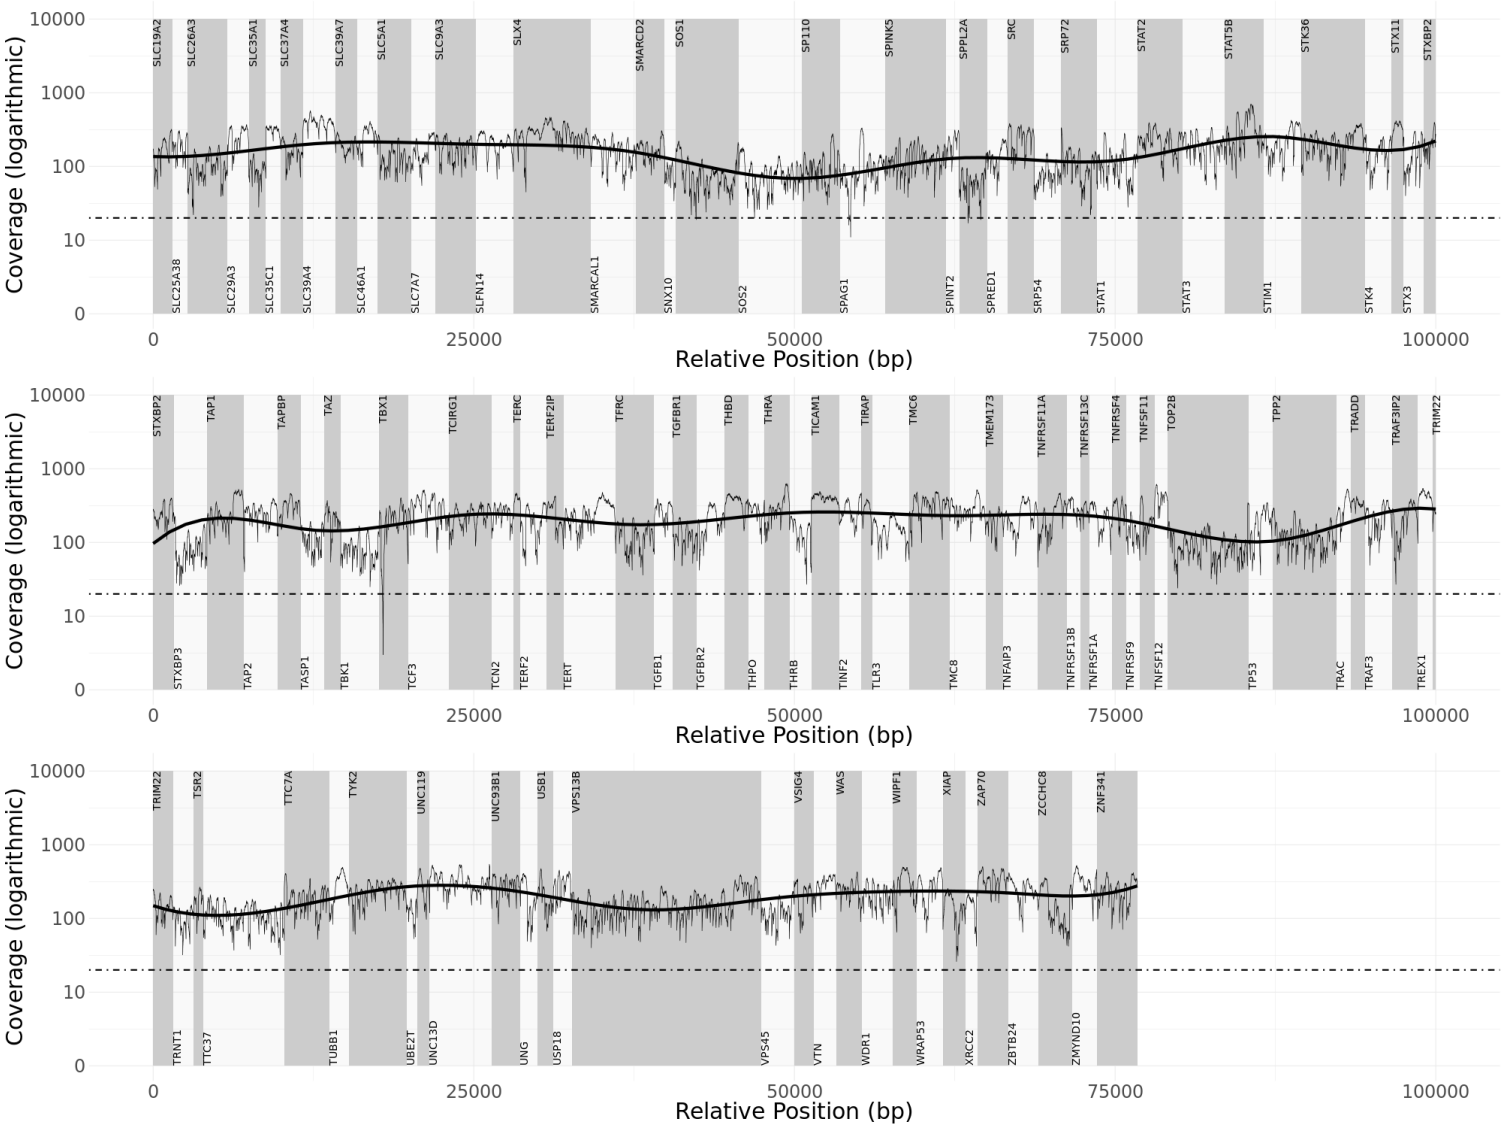 Coverage (logarithmic)
10000
1000
100
10
0
SLC19A2
SLC26A3
SLC35A1
SLC37A4
SLC39A7
SLC5A1
SLC9A3
SLX4
SMARCD2
SOS1
SP110
SPINK5
SPPL2A
SRC
SRP72
STAT2
STAT5B
STK36
STX11
STXBP2
SLC25A38
SLC29A3
SLC35C1
SLC39A4
SLC46A1
SLC7A7
SLFN14
SMARCAL1
SNX10
SOS2
SPAG1
SPINT2
SPRED1
SRP54
STAT1
STAT3
STIM1
STK4
STX3
0
25000
50000
75000
100000
Relative Position (bp)
Coverage (logarithmic)
10000
1000
100
10
0
STXBP2
TAP1
TAPBP
TAZ
TBX1
TCIRG1
TERC
TERF2IP
TFRC
TGFBR1
THBD
THRA
TICAM1
TIRAP
TMC6
TMEM173
TNFRSF11A
TNFRSF13C
TNFRSF4
TNFSF11
TOP2B
TPP2
TRADD
TRAF3IP2
TRIM22
STXBP3
TAP2
TASP1
TBK1
TCF3
TCN2
TERF2
TERT
TGFB1
TGFBR2
THPO
THRB
TINF2
TLR3
TMC8
TNFAIP3
TNFRSF13B
TNFRSF1A
TNFRSF9
TNFSF12
TP53
TRAC
TRAF3
TREX1
0
25000
50000
75000
100000
Relative Position (bp)
Coverage (logarithmic)
10000
1000
100
10
0
TRIM22
TSR2
TTC7A
TYK2
UNC119
UNC93B1
USB1
VPS13B
VSIG4
WAS
WIPF1
XIAP
ZAP70
ZCCHC8
ZNF341
TRNT1
TTC37
TUBB1
UBE2T
UNC13D
UNG
USP18
VPS45
VTN
WDR1
WRAP53
XRCC2
ZBTB24
ZMYND10
0
25000
50000
75000
100000
Relative Position (bp)